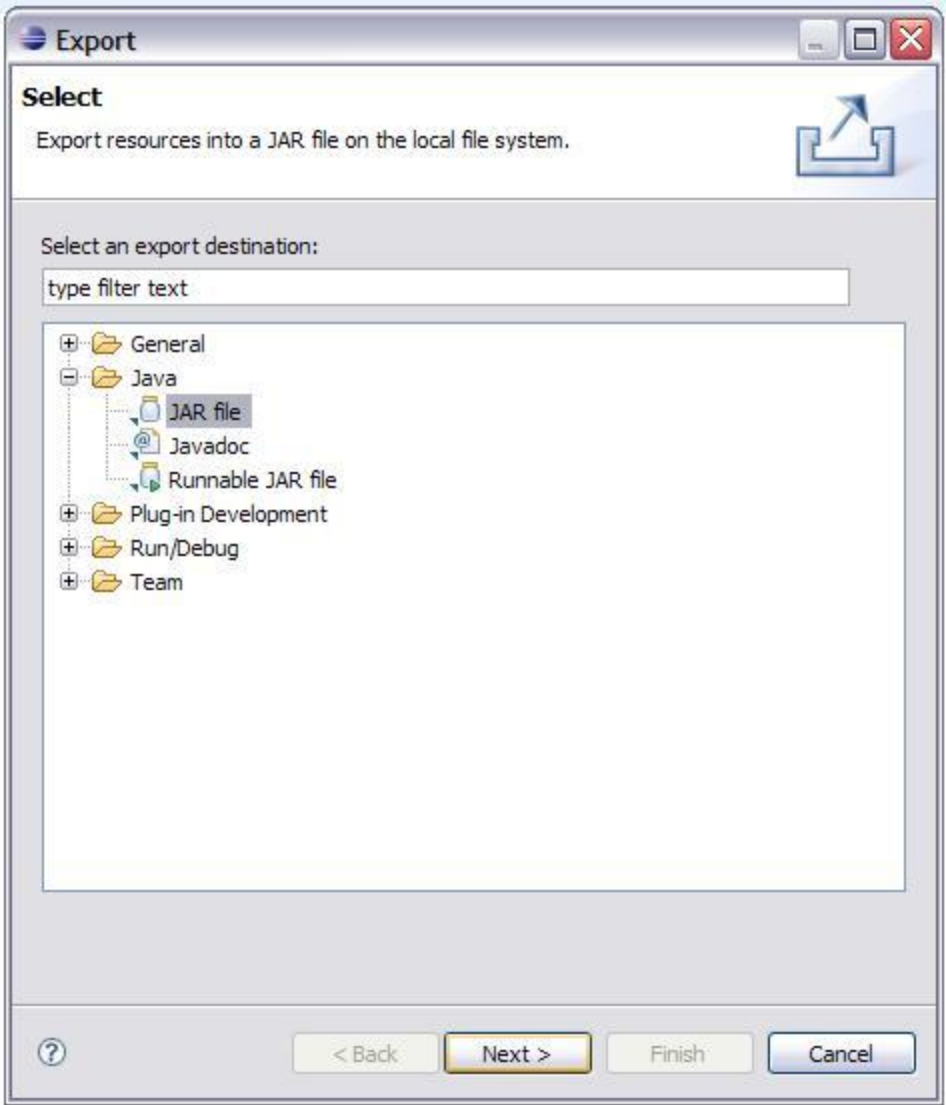 Export
Select
Export resources into a JAR file on the local file system.
Select an export destination:
type filter text
General
Java
JAR file
Javadoc
Runnable JAR file
Plug-in Development
Run/Debug
Team
< Back Next > Finish Cancel